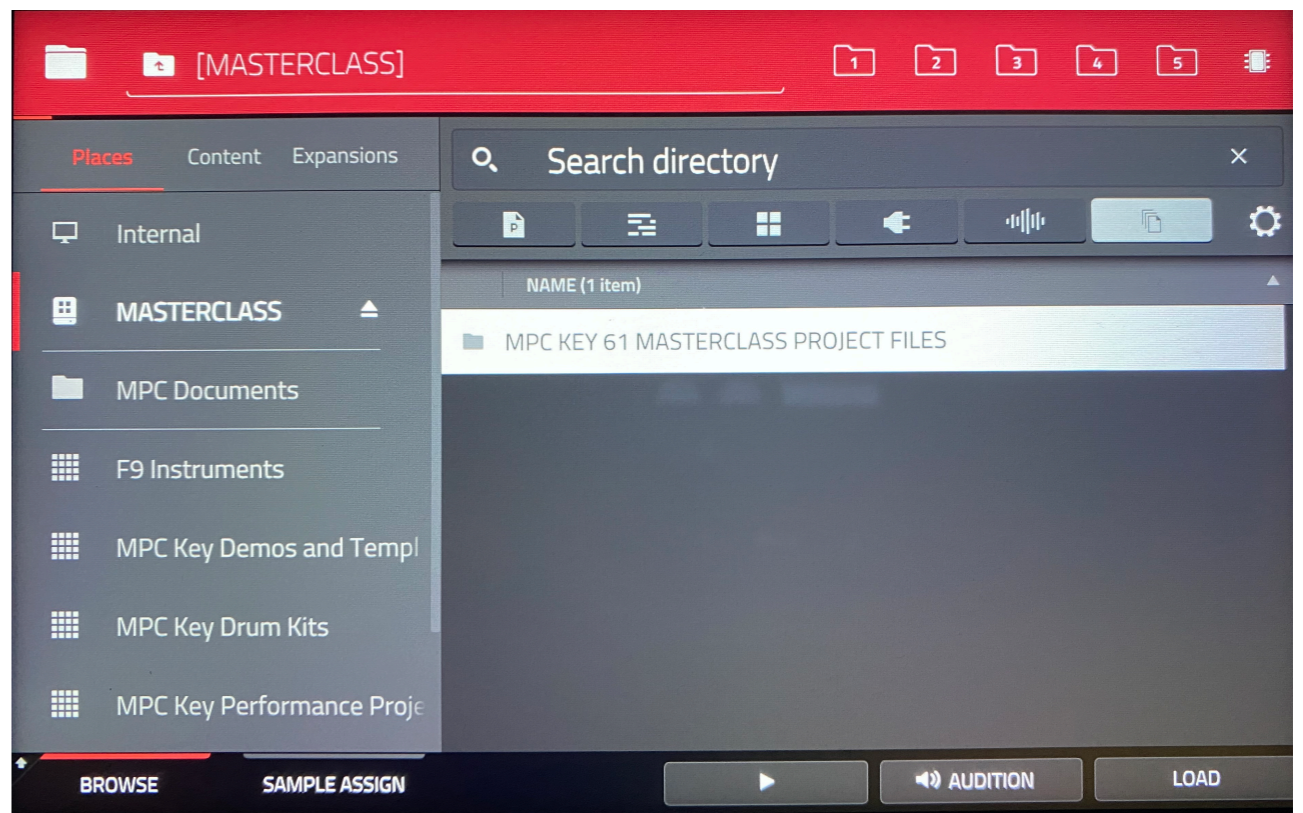 [MASTERCLASS]
1 2 3 4 5
Places Content Expansions
Search directory
P
Internal
NAME (1 item)
MASTERCLASS
MPC KEY 61 MASTERCLASS PROJECT FILES
MPC Documents
F9 Instruments
MPC Key Demos and Templ
MPC Key Drum Kits
MPC Key Performance Proje
BROWSE SAMPLE ASSIGN AUDITION LOAD